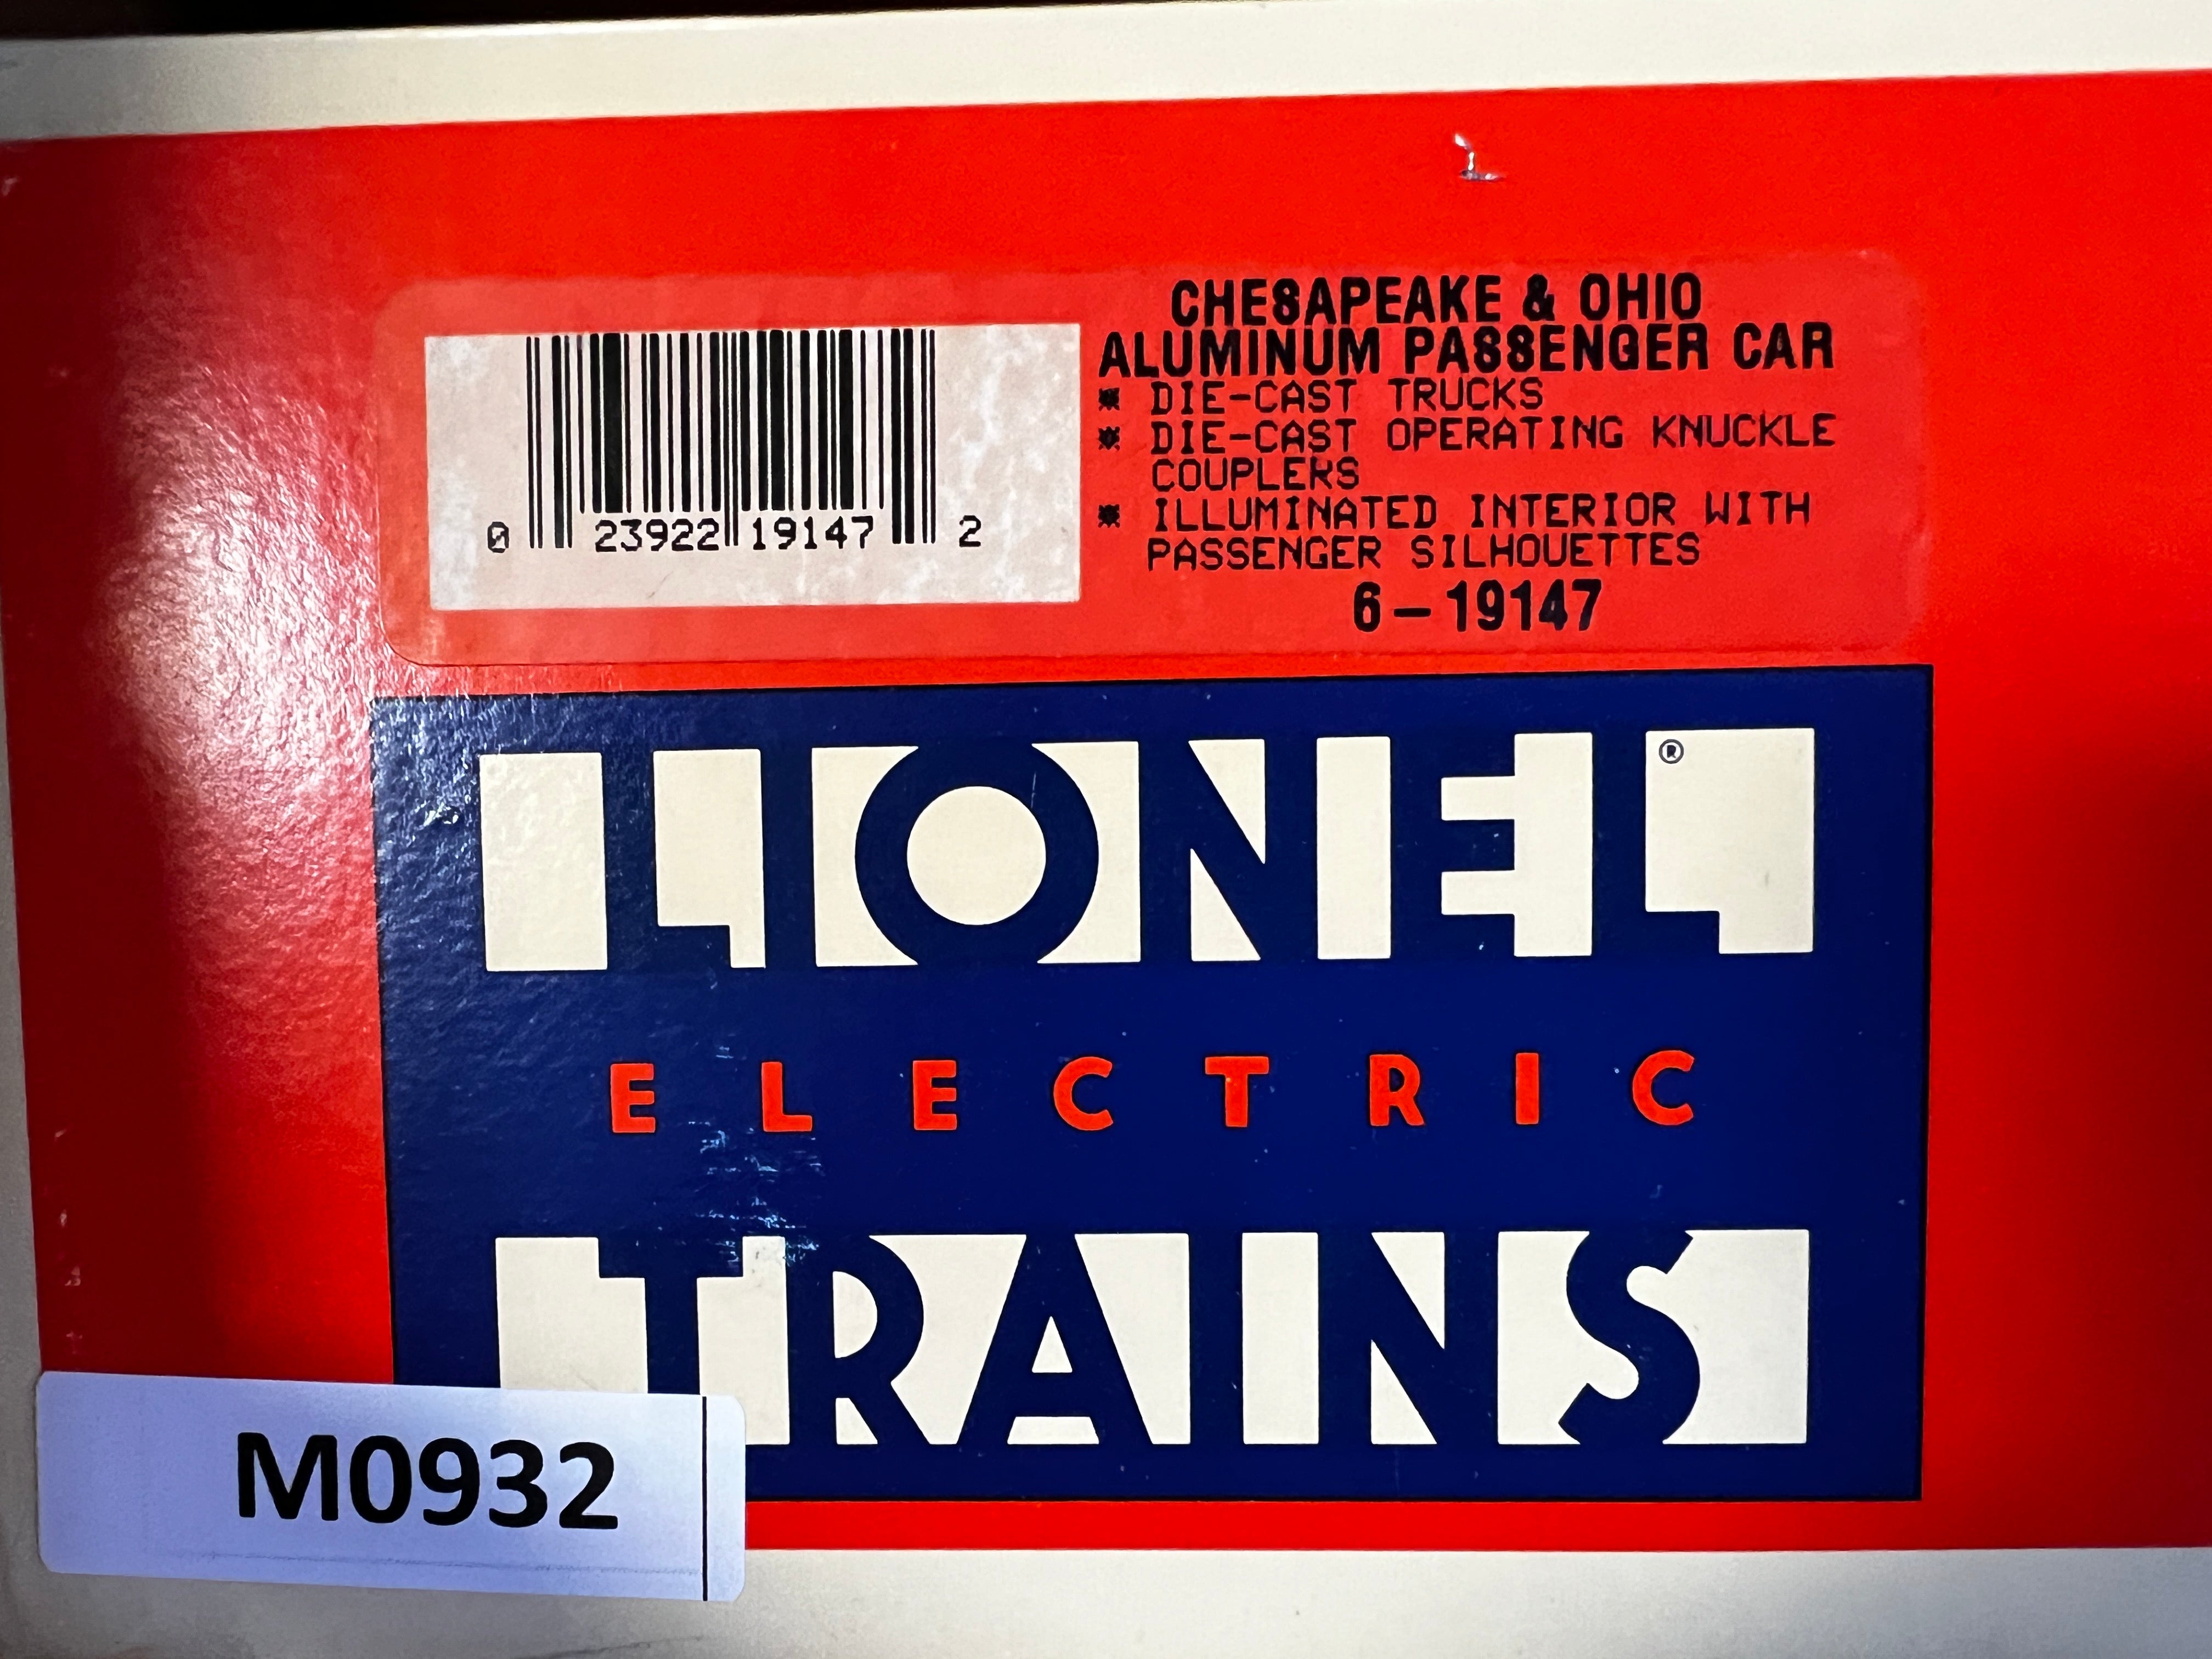 CHESAPEAKE & OHIO
ALUMINUM PASSENGER CAR
* DIE-CAST TRUCKS
* DIE-CAST OPERATING KNUCKLE
COUPLERS
* ILLUMINATED INTERIOR WITH
PASSENGER SILHOUETTES
6-19147
0 23922 19147 2
LIONEL®
ELECTRIC
TRAINS
M0932